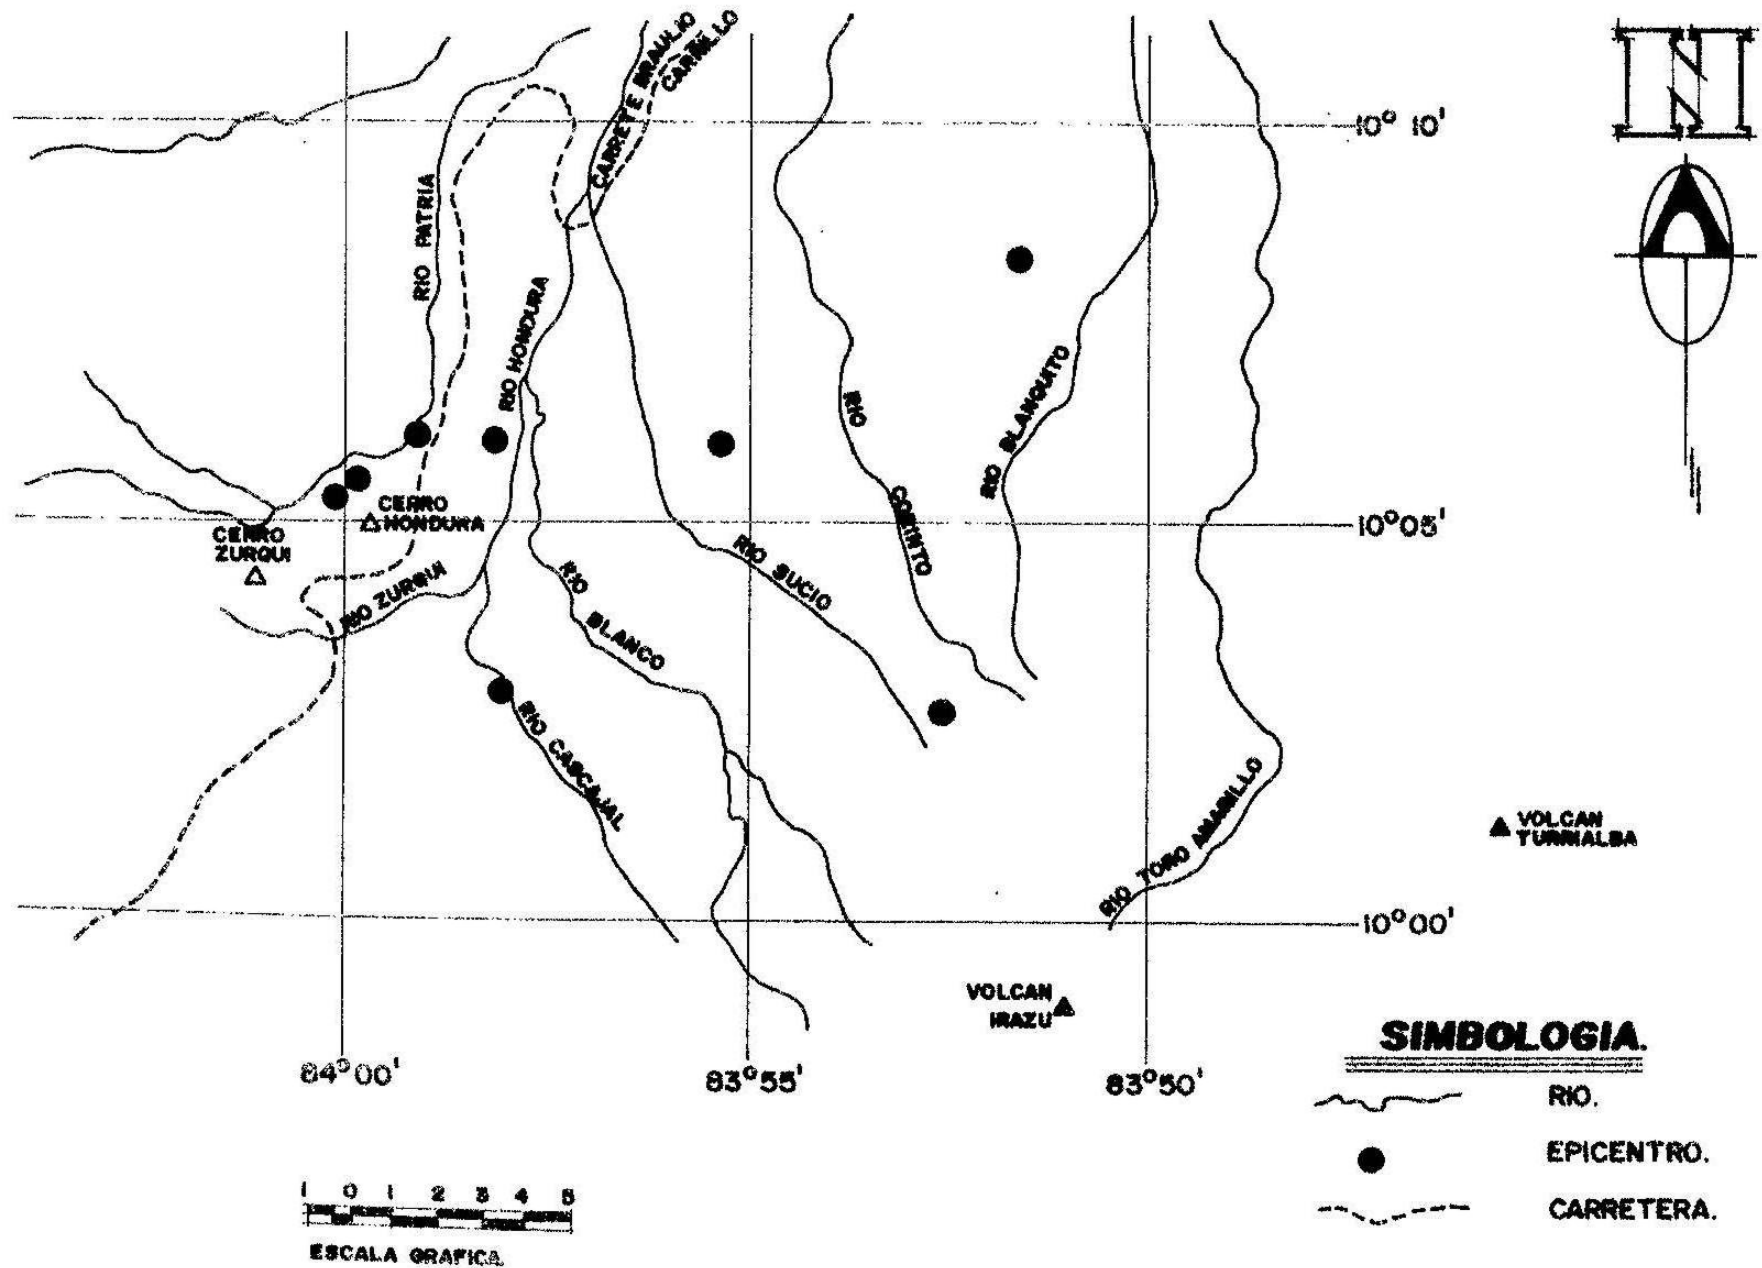 N
CARRETE BRAULIO
CARRILLO
10° 10'
RIO PATRIA
RIO HONDURA
RIO BLANQUITO
RIO
CORINTO
CERRO
HONDURA
CERRO
ZURQUI
10°05'
RIO ZURQUI
RIO
BLANCO
RIO SUCIO
RIO CASCAJAL
RIO TORO AMARILLO
VOLCAN
TURRIALBA
10°00'
VOLCAN
IRAZU
84°00'
83°55'
83°50'
SIMBOLOGIA.
RIO.
EPICENTRO.
CARRETERA.
1 0 1 2 3 4 5
ESCALA GRAFICA